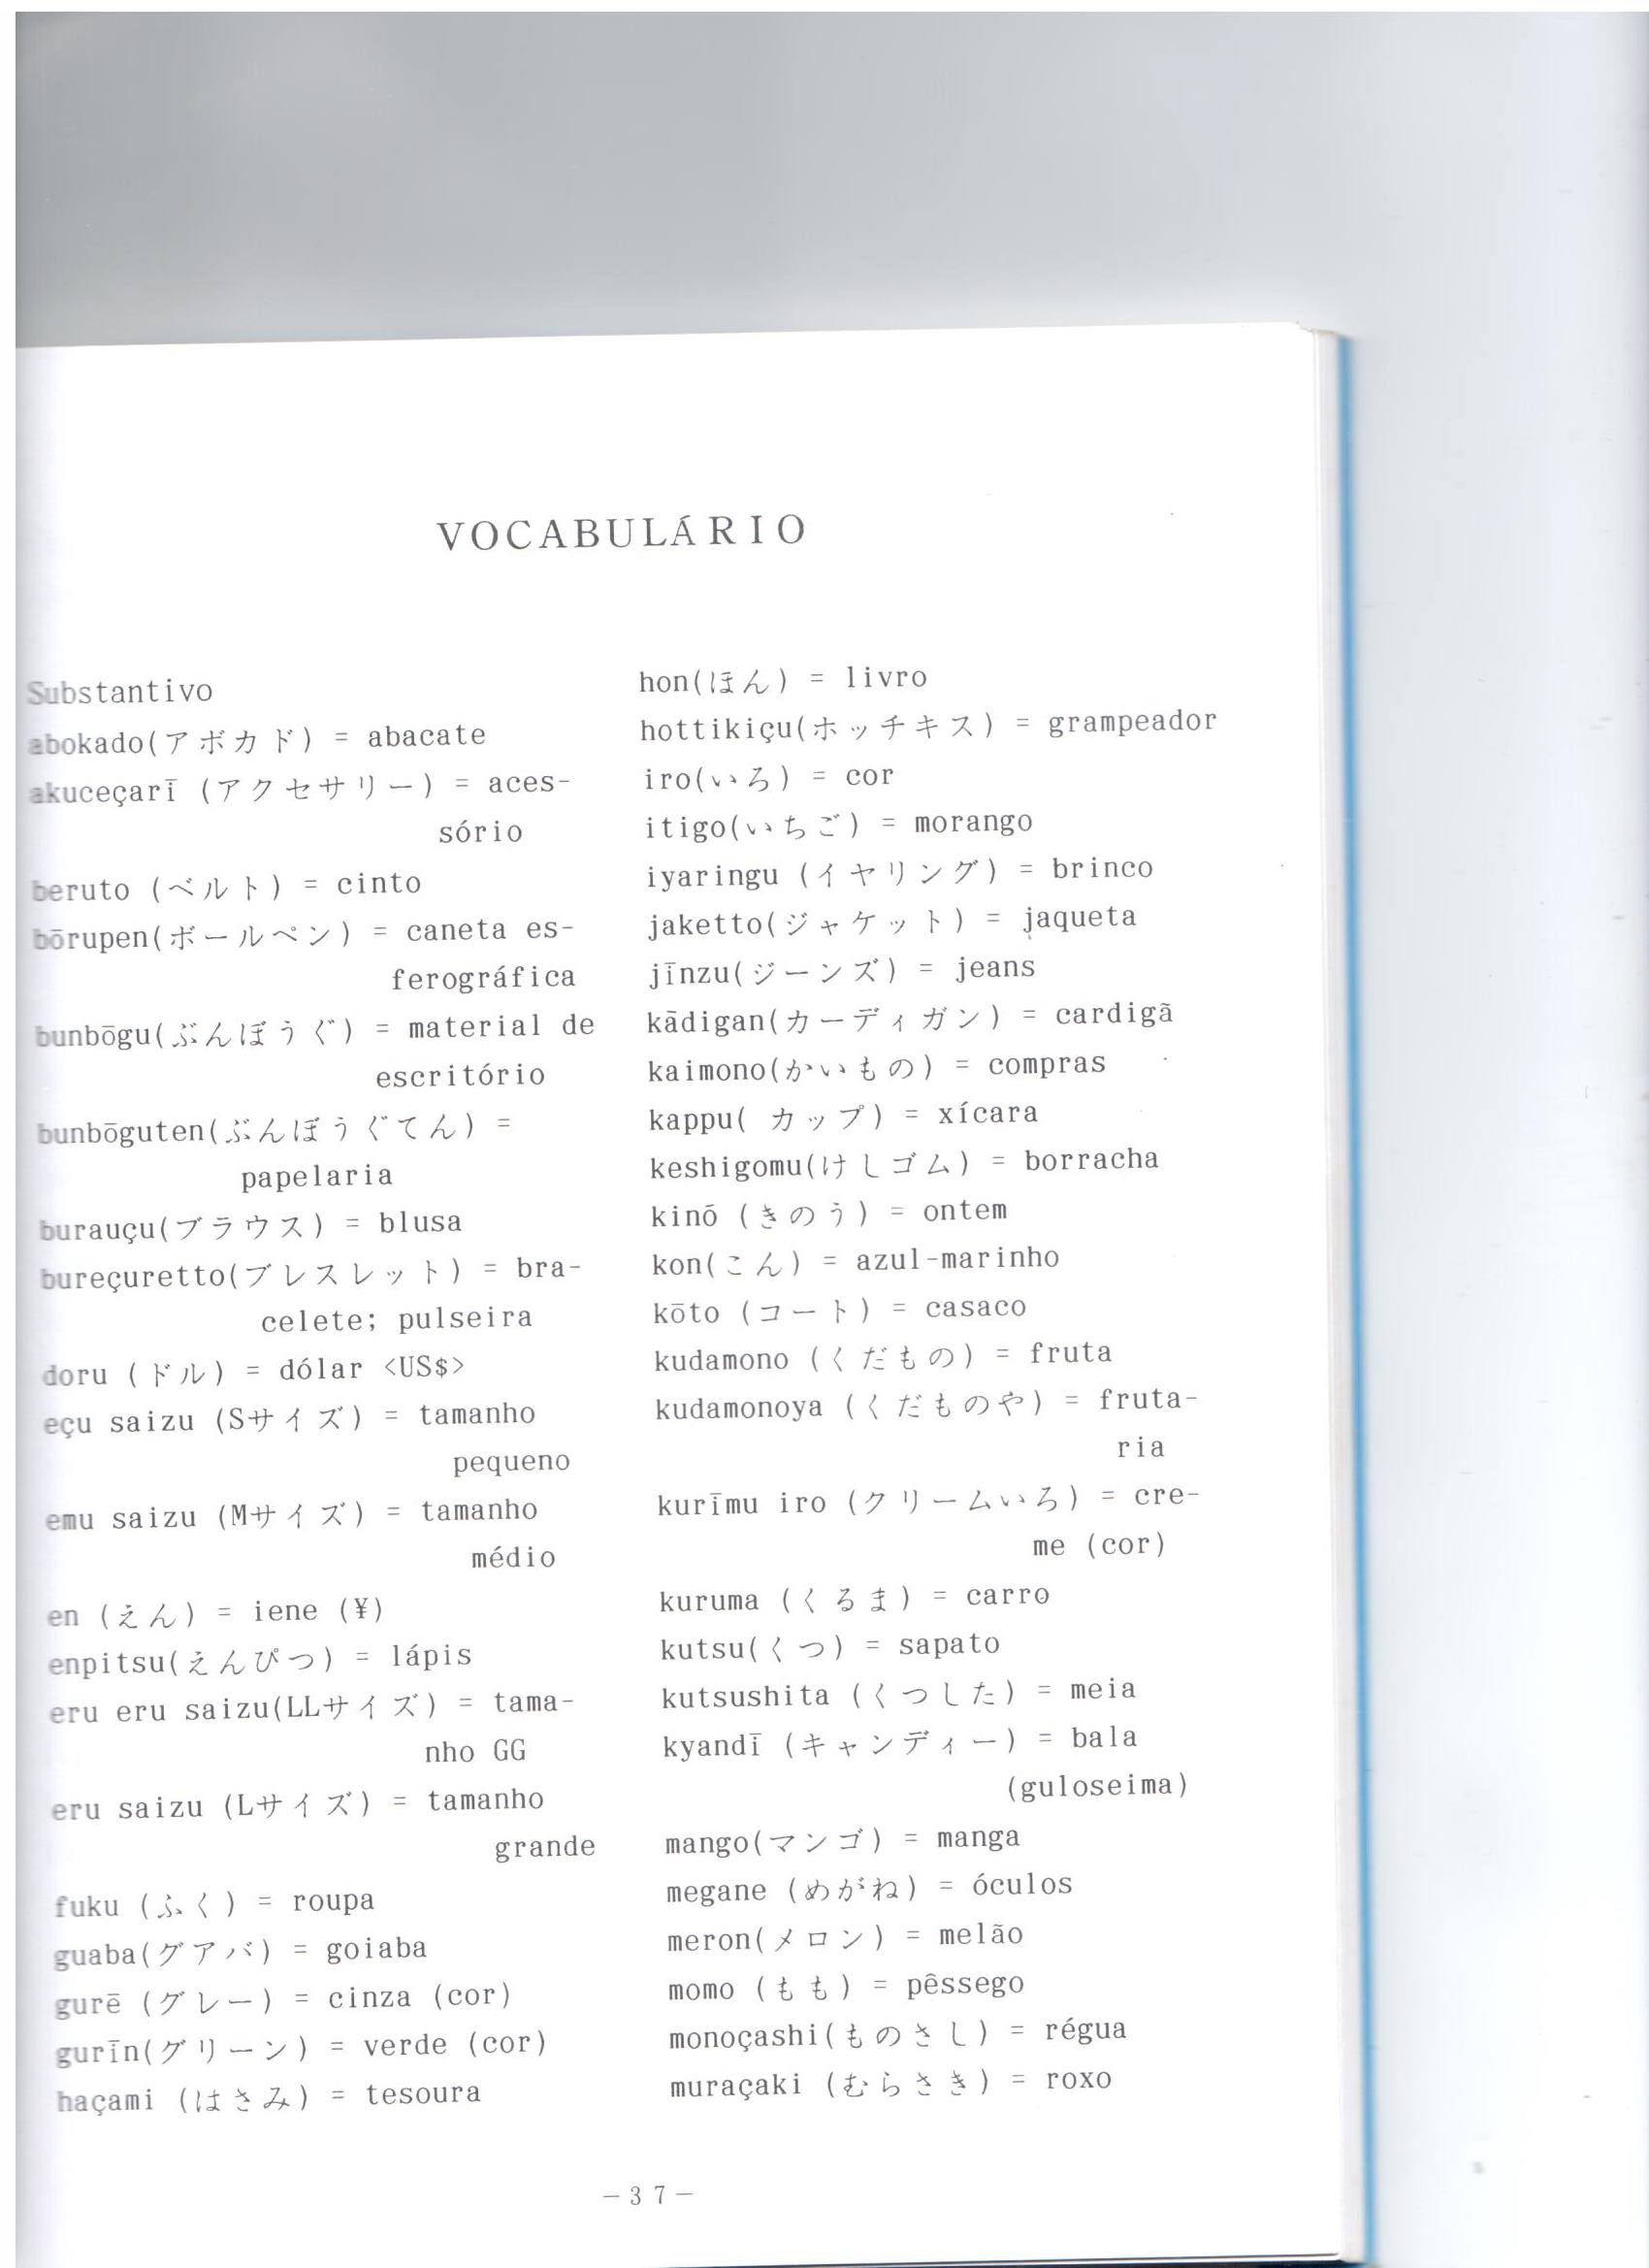 VOCABULÁRIO
Substantivo
abokado(アボカド) = abacate
akuceçarī (アクセサリー) = aces-
sório
beruto (ベルト) = cinto
bōrupen(ボールペン) = caneta es-
ferográfica
bunbōgu(ぶんぼうぐ) = material de
escritório
bunbōguten(ぶんぼうぐてん) =
papelaria
burauçu(ブラウス) = blusa
bureçuretto(ブレスレット) = bra-
celete; pulseira
doru (ドル) = dólar <US$>
eçu saizu (Sサイズ) = tamanho
pequeno
emu saizu (Mサイズ) = tamanho
médio
en (えん) = iene (¥)
enpitsu(えんぴつ) = lápis
eru eru saizu(LLサイズ) = tama-
nho GG
eru saizu (Lサイズ) = tamanho
grande
fuku (ふく) = roupa
guaba(グアバ) = goiaba
gurē (グレー) = cinza (cor)
gurīn(グリーン) = verde (cor)
haçami (はさみ) = tesoura
hon(ほん) = livro
hottikiçu(ホッチキス) = grampeador
iro(いろ) = cor
itigo(いちご) = morango
iyaringu (イヤリング) = brinco
jaketto(ジャケット) = jaqueta
jīnzu(ジーンズ) = jeans
kādigan(カーディガン) = cardigã
kaimono(かいもの) = compras
kappu( カップ) = xícara
keshigomu(けしゴム) = borracha
kinō (きのう) = ontem
kon(こん) = azul-marinho
kōto (コート) = casaco
kudamono (くだもの) = fruta
kudamonoya (くだものや) = fruta-
ria
kurīmu iro (クリームいろ) = cre-
me (cor)
kuruma (くるま) = carro
kutsu(くつ) = sapato
kutsushita (くつした) = meia
kyandī (キャンディー) = bala
(guloseima)
mango(マンゴ) = manga
megane (めがね) = óculos
meron(メロン) = melão
momo (もも) = pêssego
monoçashi(ものさし) = régua
muraçaki (むらさき) = roxo
－３７－